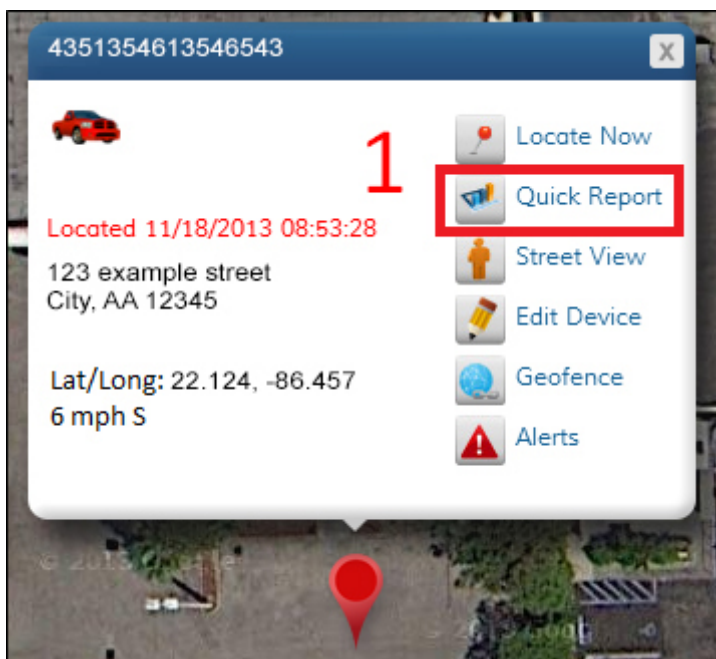 4351354613546543
X
1
Located 11/18/2013 08:53:28
123 example street
City, AA 12345
Lat/Long: 22.124, -86.457
6 mph S
Locate Now
Quick Report
Street View
Edit Device
Geofence
Alerts